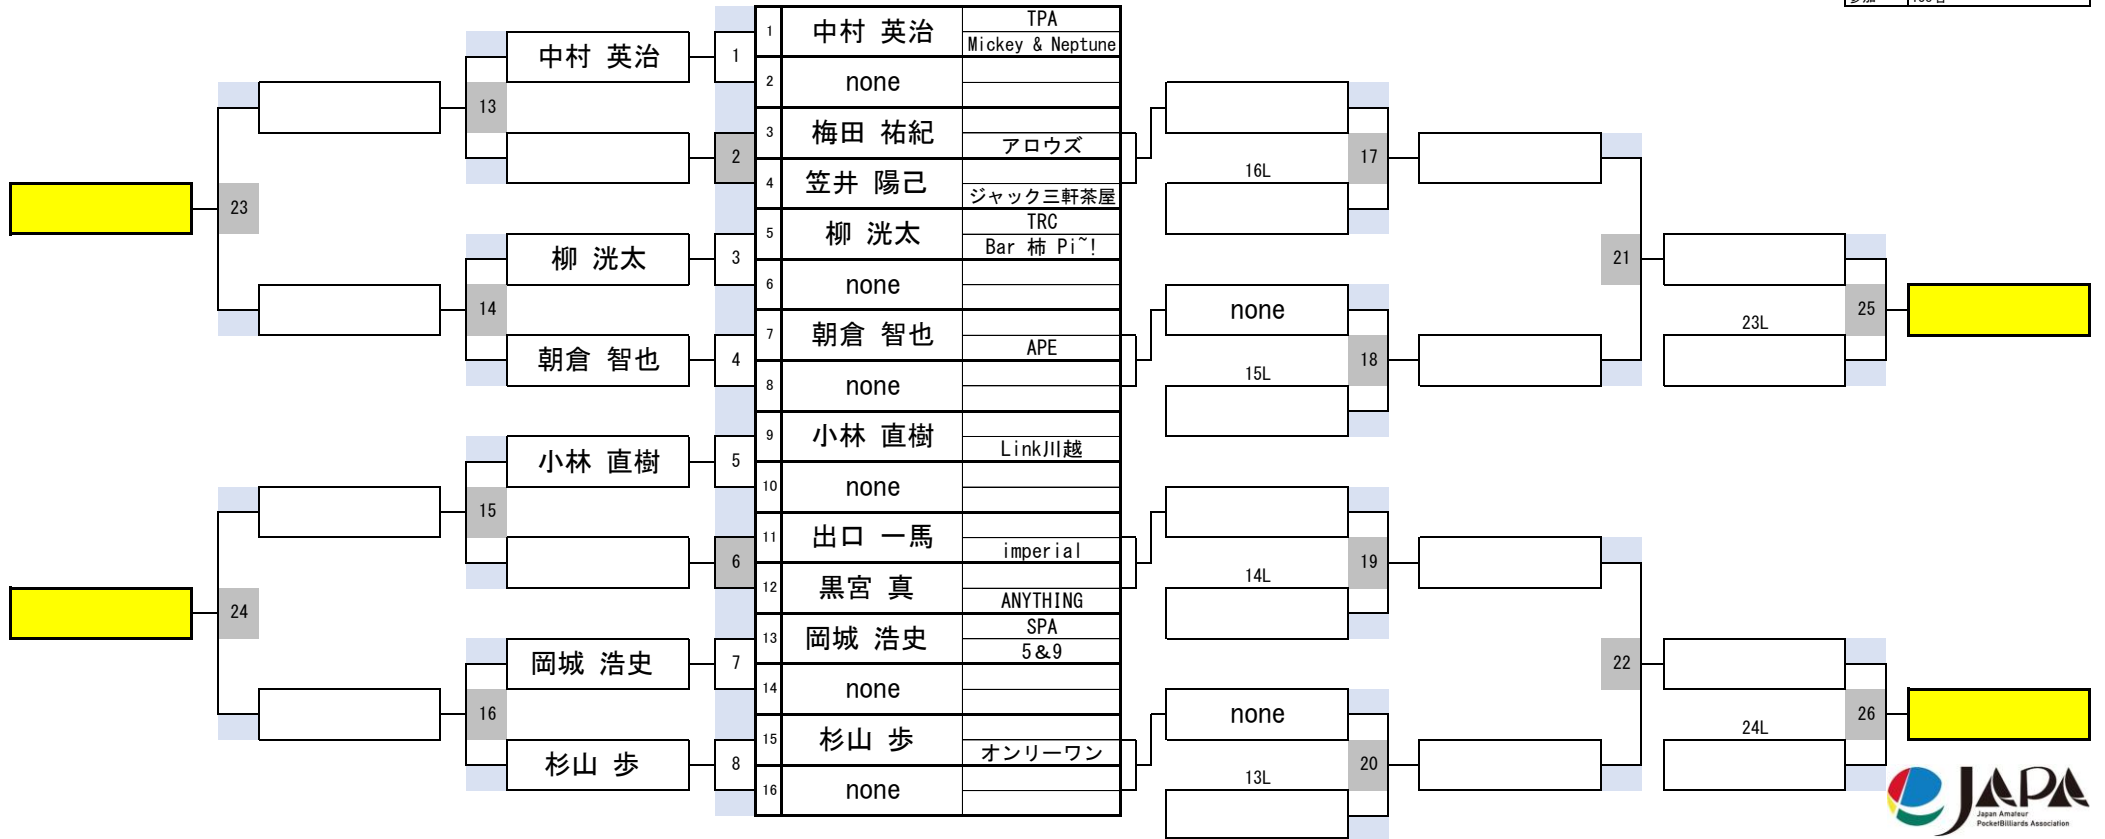 1 中村 英治 TPA
Mickey & Neptune
中村 英治 1
2 none
13
3 梅田 祐紀
アロウズ
2
17
4 笠井 陽己
ジャック三軒茶屋
16L
23
5 柳 洸太 TRC
Bar 柿 Pi~!
柳 洸太 3
21
6 none
14
none
25
7 朝倉 智也
APE
23L
朝倉 智也 4
18
8 none
15L
9 小林 直樹
Link川越
小林 直樹 5
10 none
15
11 出口 一馬
imperial
6
19
12 黒宮 真
ANYTHING
14L
24
13 岡城 浩史 SPA
5&9
岡城 浩史 7
22
14 none
16
none
26
15 杉山 歩
オンリーワン
24L
杉山 歩 8
20
16 none
13L
JAPA
Japan Amateur
PocketBilliards Association